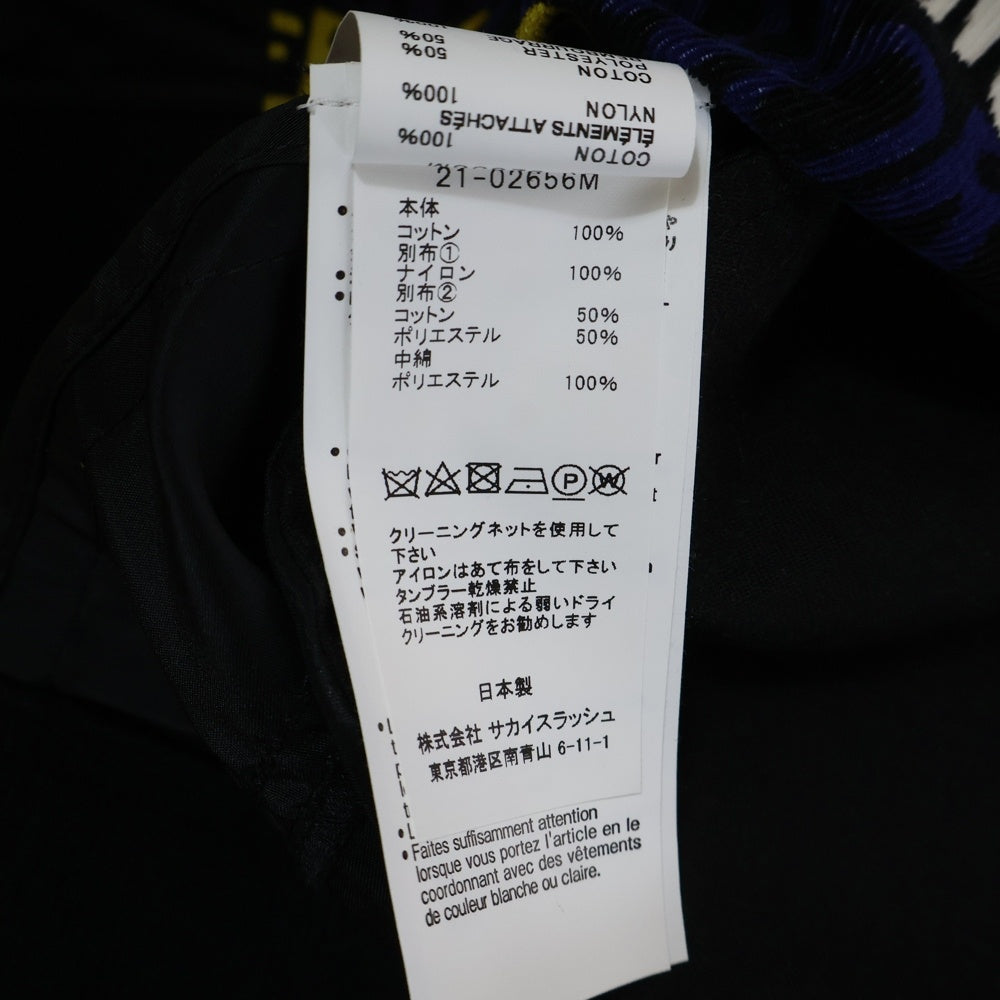 50%
50%
POLYESTER
COTON
100%
NYLON
ÉLÉMENTS ATTACHÉS
100%
COTON
21-02656M
本体
コットン 100%
別布①
ナイロン 100%
別布②
コットン 50%
ポリエステル 50%
中綿
ポリエステル 100%
P
W
クリーニングネットを使用して
下さい
アイロンはあて布をして下さい
タンブラー乾燥禁止
石油系溶剤による弱いドライ
クリーニングをお勧めします
日本製
株式会社 サカイスラッシュ
東京都港区南青山 6-11-1
• Faites suffisamment attention
lorsque vous portez l'article en le
coordonnant avec des vêtements
de couleur blanche ou claire.